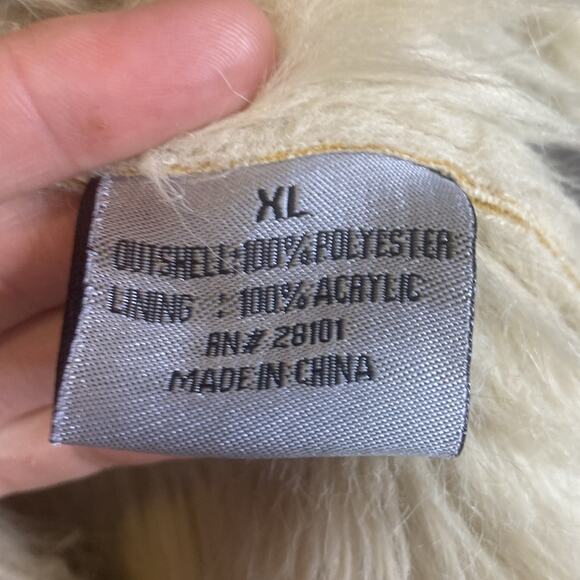 XL
OUTSHELL:100% POLYESTER
LINING : 100% ACRYLIC
RN# 28101
MADE IN CHINA